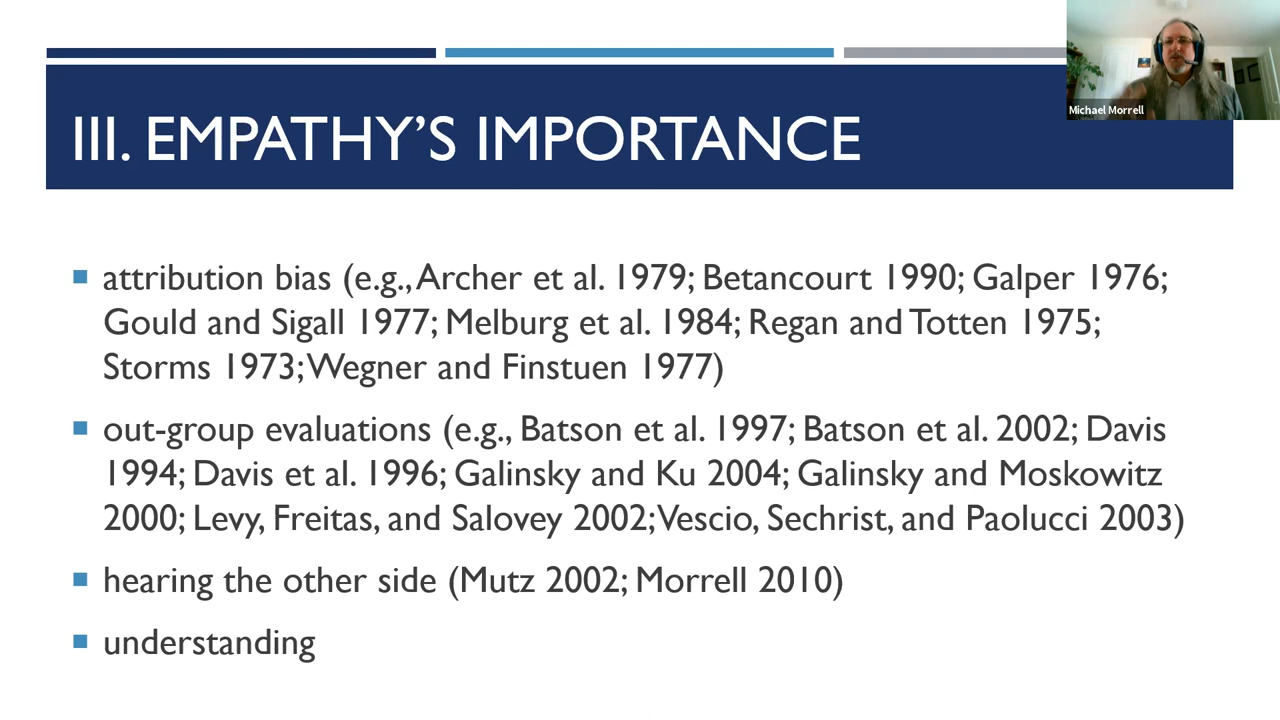 Michael Morrell
III. EMPATHY'S IMPORTANCE
attribution bias (e.g., Archer et al. 1979; Betancourt 1990; Galper 1976;
Gould and Sigall 1977; Melburg et al. 1984; Regan and Totten 1975;
Storms 1973; Wegner and Finstuen 1977)
out-group evaluations (e.g., Batson et al. 1997; Batson et al. 2002; Davis
1994; Davis et al. 1996; Galinsky and Ku 2004; Galinsky and Moskowitz
2000; Levy, Freitas, and Salovey 2002; Vescio, Sechrist, and Paolucci 2003)
hearing the other side (Mutz 2002; Morrell 2010)
understanding